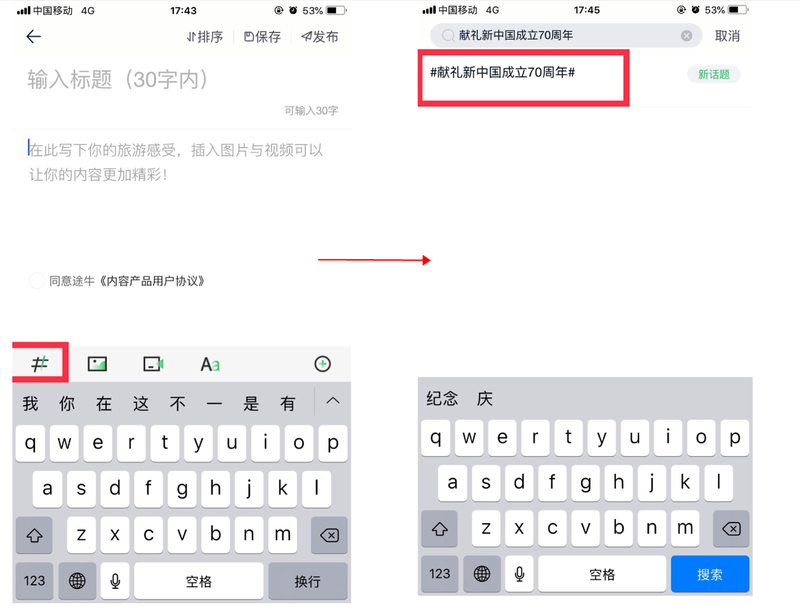 中国移动 4G 17:43 53%
排序 保存 发布
输入标题（30字内）
可输入30字
在此写下你的旅游感受，插入图片与视频可以
让你的内容更加精彩！
同意途牛《内容产品用户协议》
# Aa
我 你 在 这 不 一 是 有
q w e r t y u i o p
a s d f g h j k l
z x c v b n m
123 空格 换行
中国移动 4G 17:45 53%
献礼新中国成立70周年 取消
#献礼新中国成立70周年# 新话题
纪念 庆
q w e r t y u i o p
a s d f g h j k l
z x c v b n m
123 空格 搜索